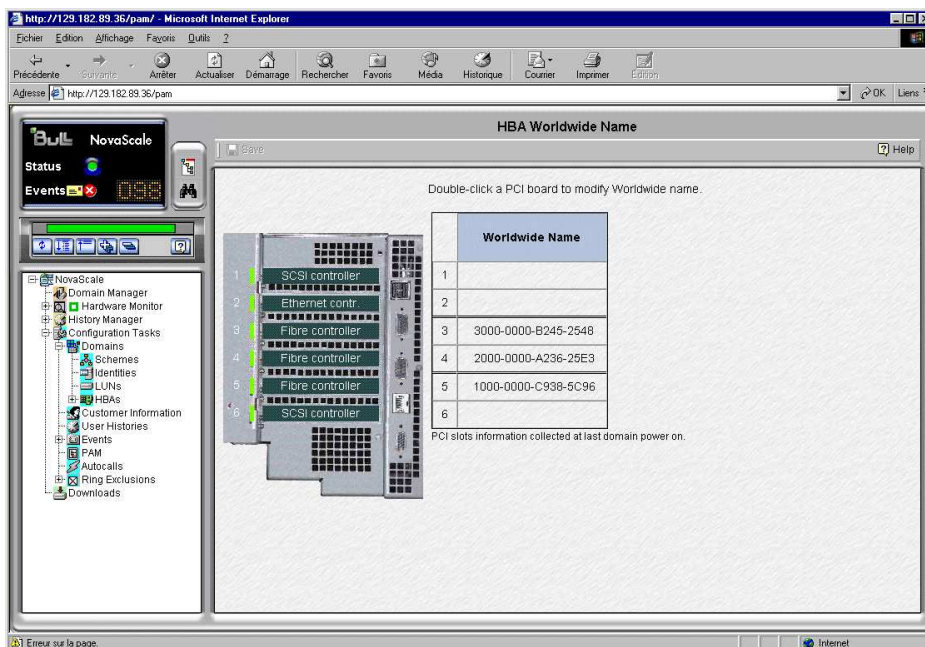 http://129.182.89.36/pam/ - Microsoft Internet Explorer
Fichier Edition Affichage Favoris Outils ?
Précédente Suivante Arrêter Actualiser Démarrage Rechercher Favoris Média Historique Courrier Imprimer Edition
Adresse http://129.182.89.36/pam OK Liens
Bull NovaScale
Status
Events
HBA Worldwide Name
Save Help
Double-click a PCI board to modify Worldwide name.
Worldwide Name
1 SCSI controller 1
2 Ethernet contr. 2
3 Fibre controller 3 3000-0000-B245-2548
4 Fibre controller 4 2000-0000-A236-25E3
5 Fibre controller 5 1000-0000-C938-5C96
6 SCSI controller 6
PCI slots information collected at last domain power on.
NovaScale
Domain Manager
Hardware Monitor
History Manager
Configuration Tasks
Domains
Schemes
Identities
LUNs
HBAs
Customer Information
User Histories
Events
PAM
Autocalls
Ring Exclusions
Downloads
Erreur sur la page. Internet